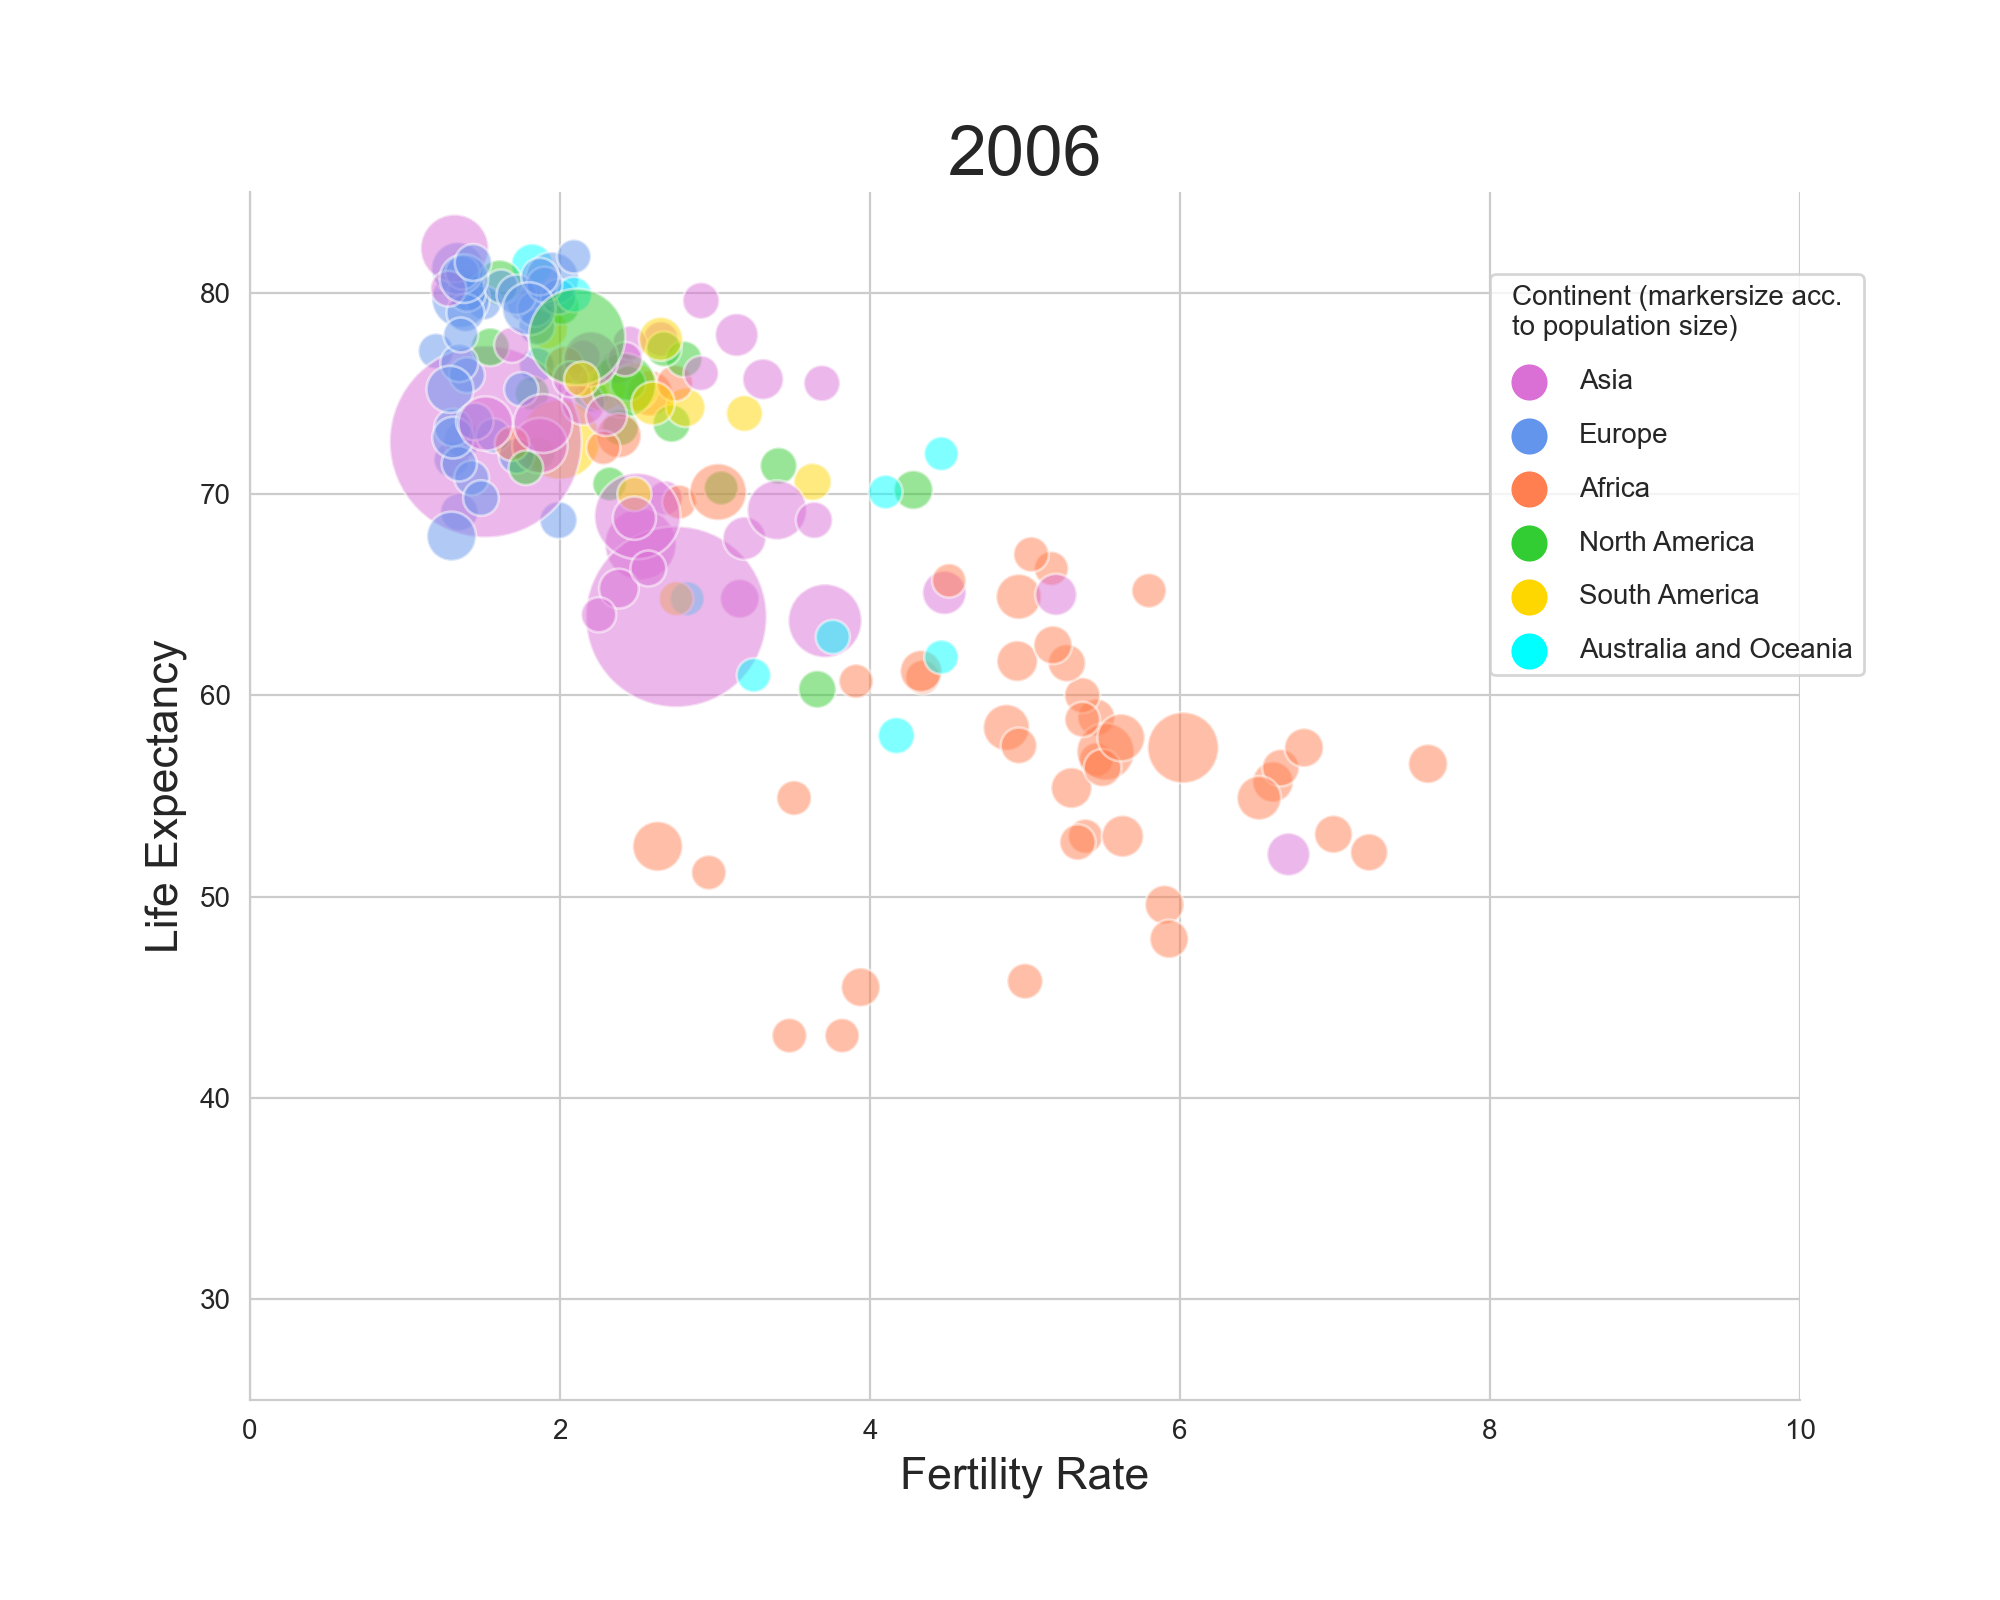 2006
Life Expectancy
80
70
60
50
40
30
0 2 4 6 8 10
Fertility Rate
Continent (markersize acc.
to population size)
Asia
Europe
Africa
North America
South America
Australia and Oceania